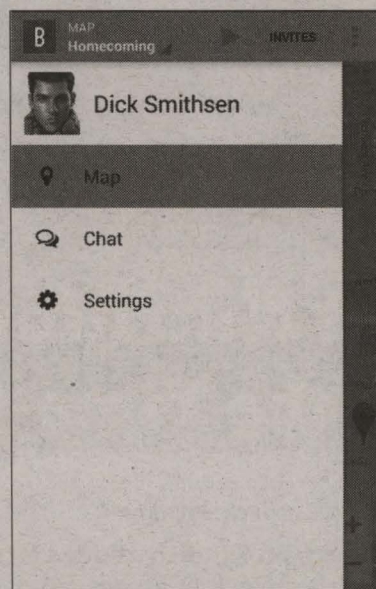 B
MAP
Homecoming
INVITES
Dick Smithsen
Map
Chat
Settings